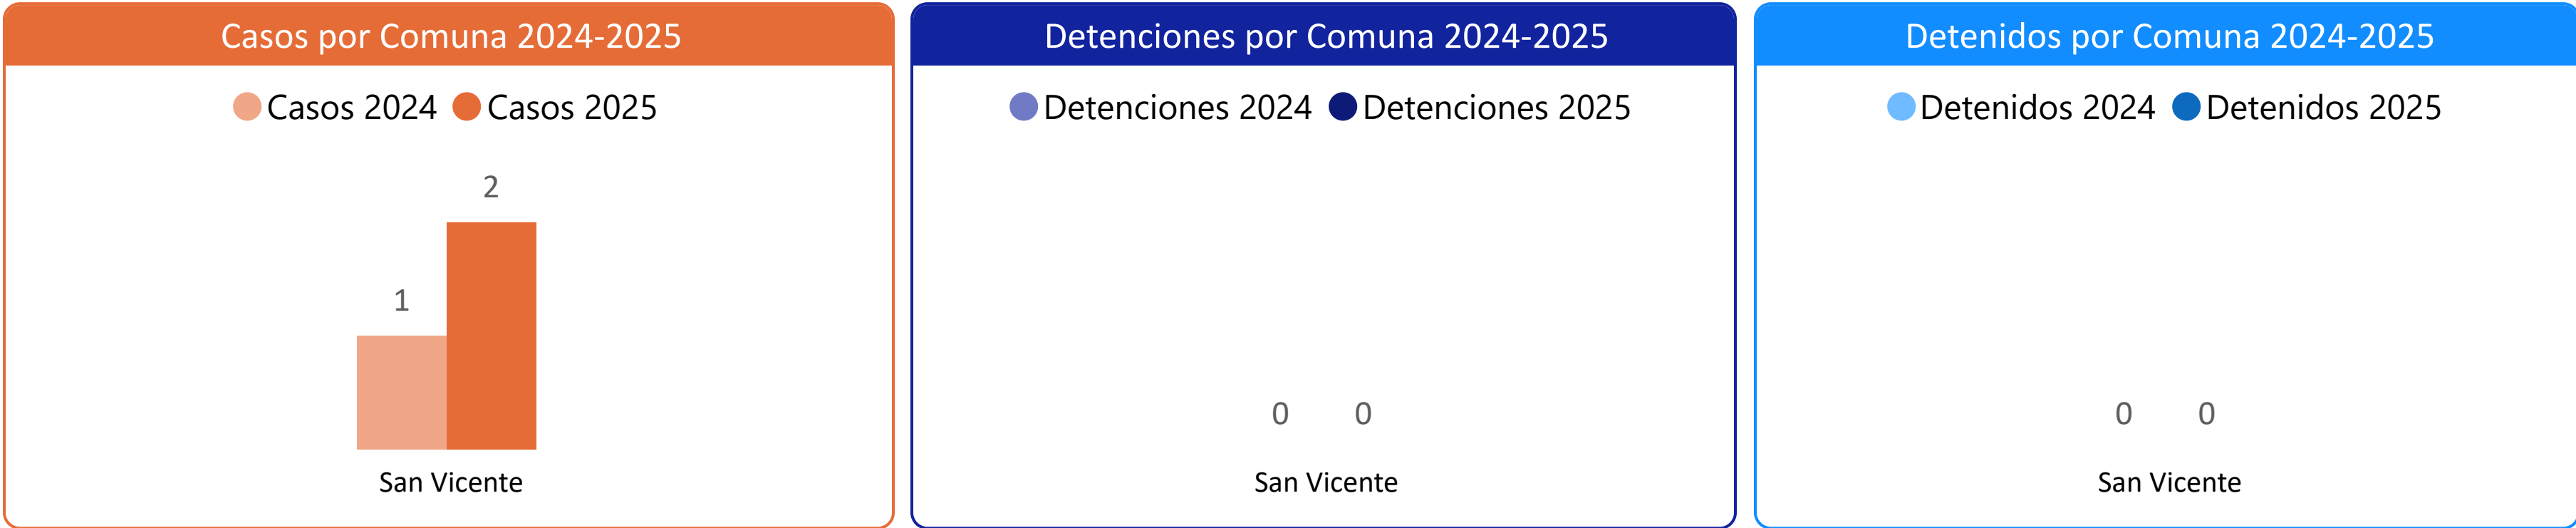 Casos por Comuna 2024-2025
Casos 2024 Casos 2025
2
1
San Vicente
Detenciones por Comuna 2024-2025
Detenciones 2024 Detenciones 2025
0 0
San Vicente
Detenidos por Comuna 2024-2025
Detenidos 2024 Detenidos 2025
0 0
San Vicente